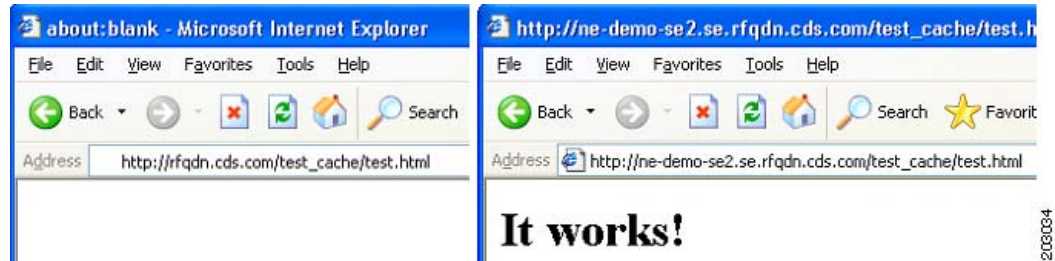 about:blank - Microsoft Internet Explorer
File Edit View Favorites Tools Help
Back Search
Address http://rfqdn.cds.com/test_cache/test.html
http://ne-demo-se2.se.rfqdn.cds.com/test_cache/test.h
File Edit View Favorites Tools Help
Back Search Favorit
Address http://ne-demo-se2.se.rfqdn.cds.com/test_cache/test.html
It works!
203034